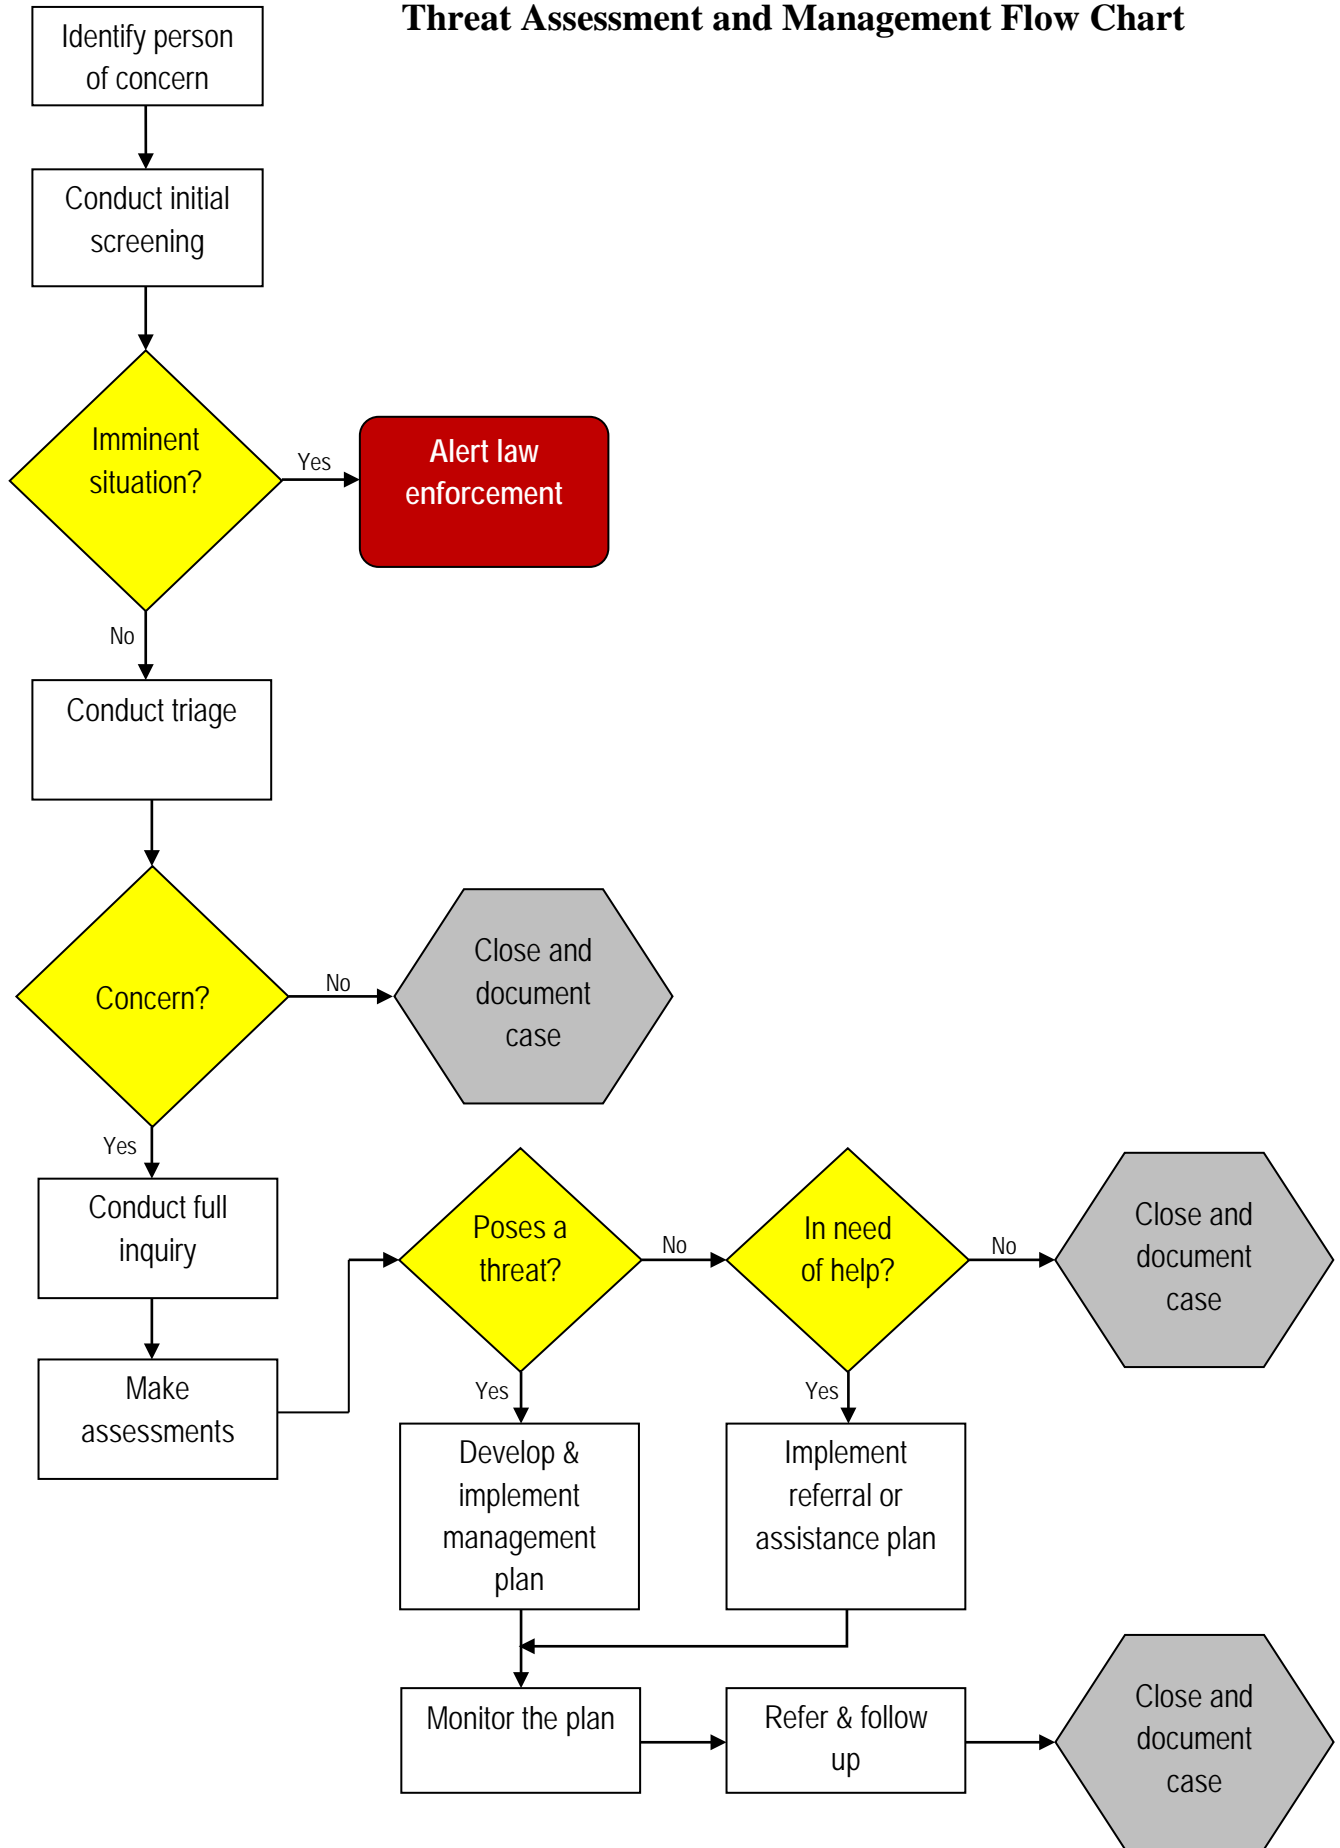 Threat Assessment and Management Flow Chart
Identify person
of concern
Conduct initial
screening
Imminent
situation?
Yes
Alert law
enforcement
No
Conduct triage
Concern?
No
Close and
document
case
Yes
Conduct full
inquiry
Make
assessments
Poses a
threat?
No
In need
of help?
No
Close and
document
case
Yes
Yes
Develop &
implement
management
plan
Implement
referral or
assistance plan
Monitor the plan
Refer & follow
up
Close and
document
case